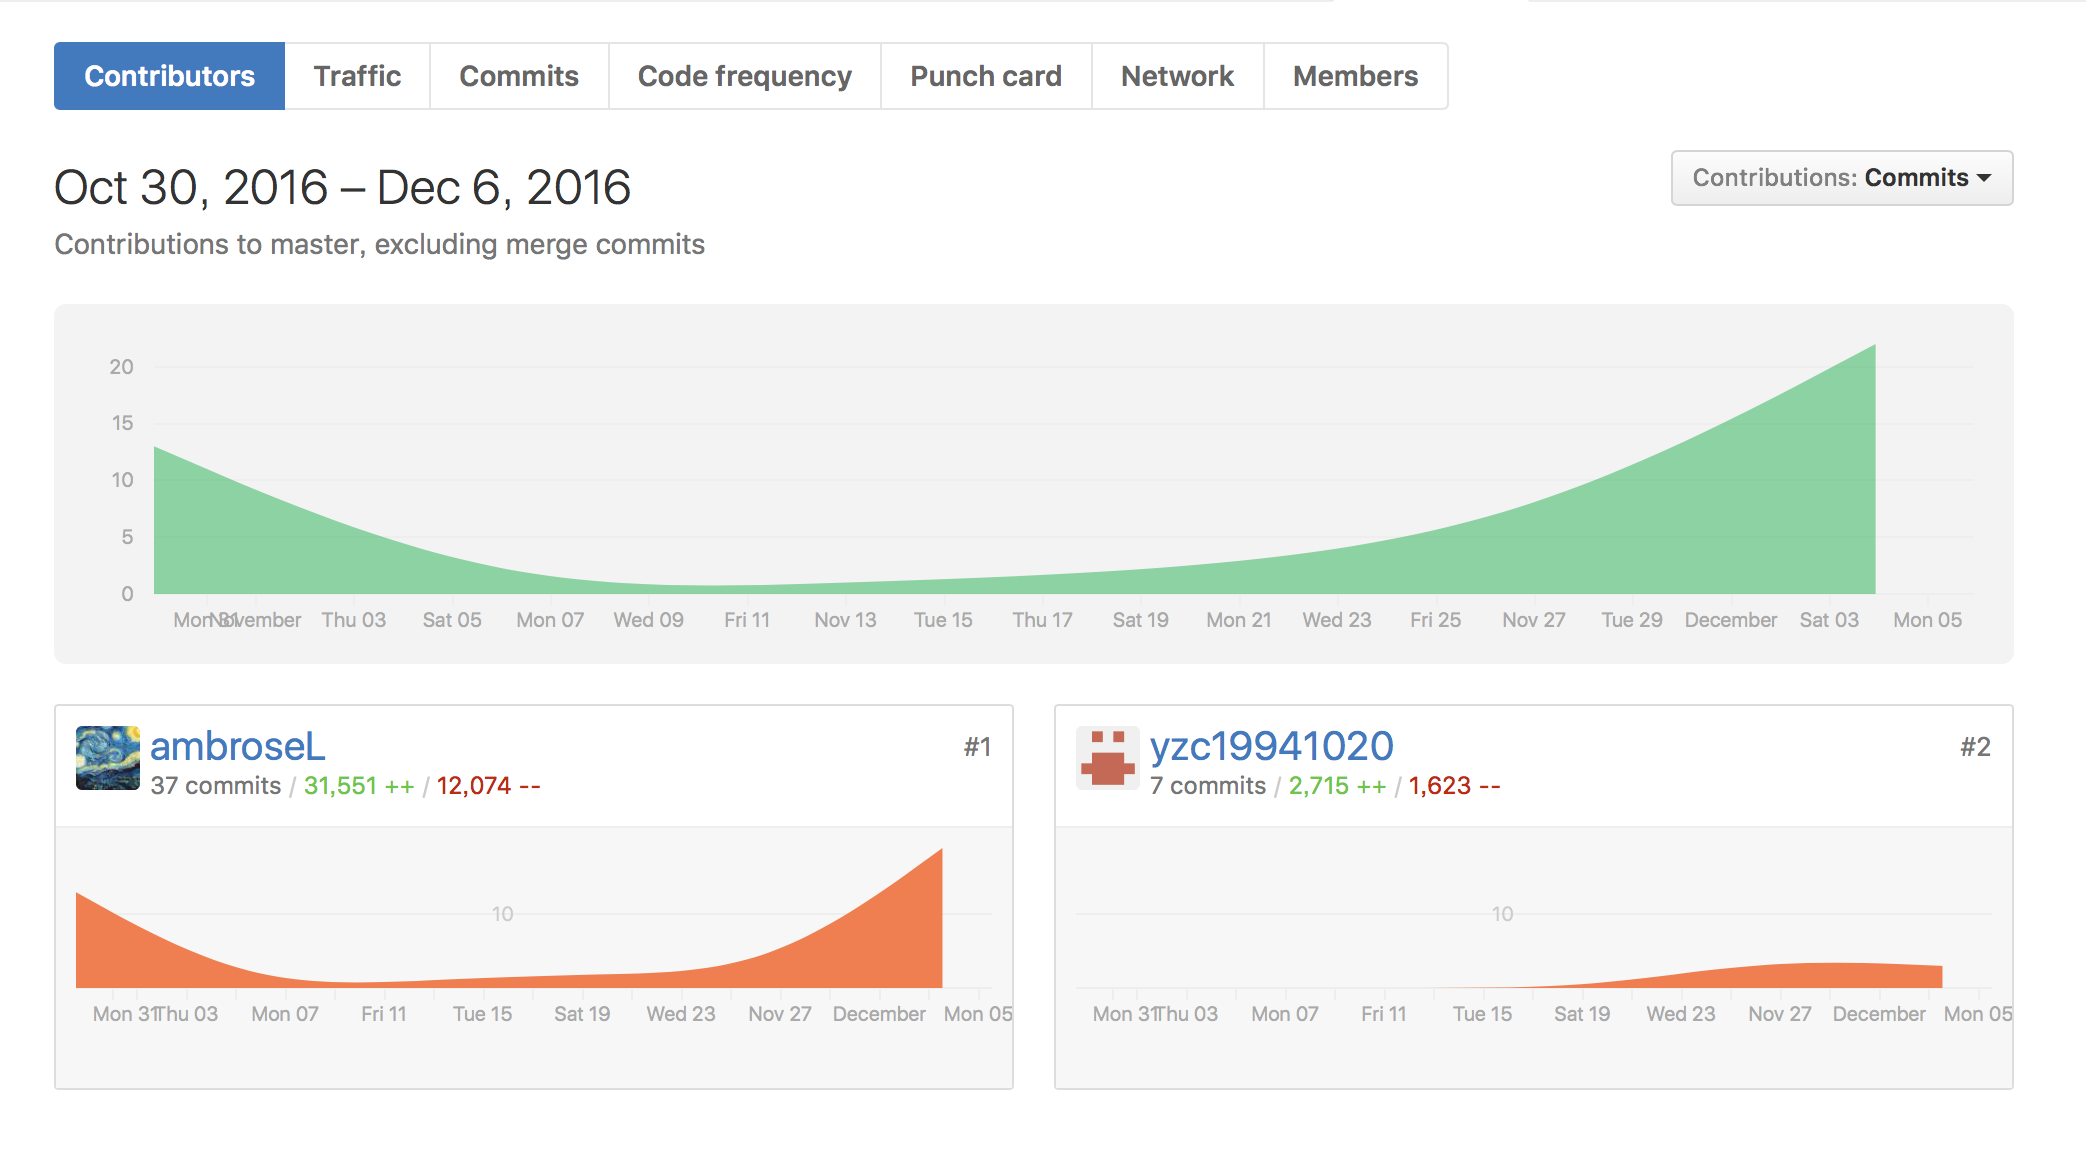 Contributors Traffic Commits Code frequency Punch card Network Members
Oct 30, 2016 – Dec 6, 2016
Contributions: Commits
Contributions to master, excluding merge commits
20
15
10
5
0
Mon 31 November Thu 03 Sat 05 Mon 07 Wed 09 Fri 11 Nov 13 Tue 15 Thu 17 Sat 19 Mon 21 Wed 23 Fri 25 Nov 27 Tue 29 December Sat 03 Mon 05
ambroseL #1
37 commits / 31,551 ++ / 12,074 --
10
Mon 31 Thu 03 Mon 07 Fri 11 Tue 15 Sat 19 Wed 23 Nov 27 December Mon 05
yzc19941020 #2
7 commits / 2,715 ++ / 1,623 --
10
Mon 31 Thu 03 Mon 07 Fri 11 Tue 15 Sat 19 Wed 23 Nov 27 December Mon 05